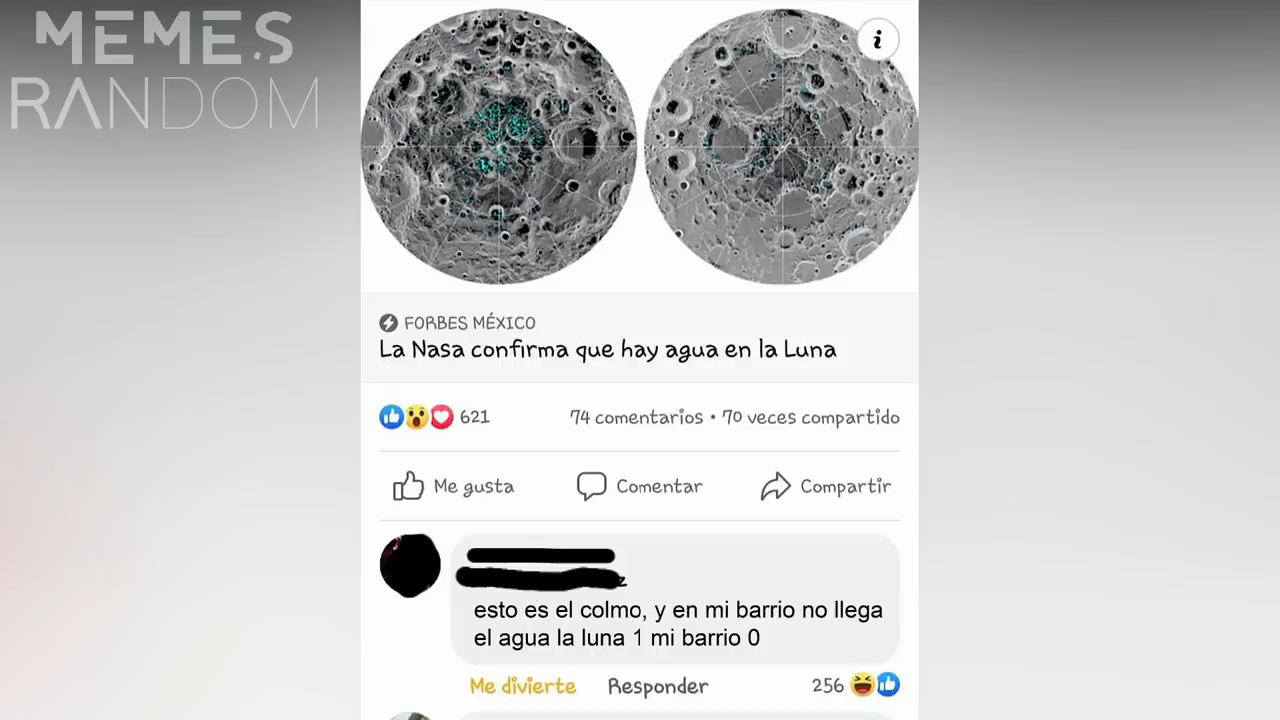 MEMES
RANDOM
i
FORBES MÉXICO
La Nasa confirma que hay agua en la Luna
621 74 comentarios • 70 veces compartido
Me gusta Comentar Compartir
esto es el colmo, y en mi barrio no llega
el agua la luna 1 mi barrio 0
Me divierte Responder 256